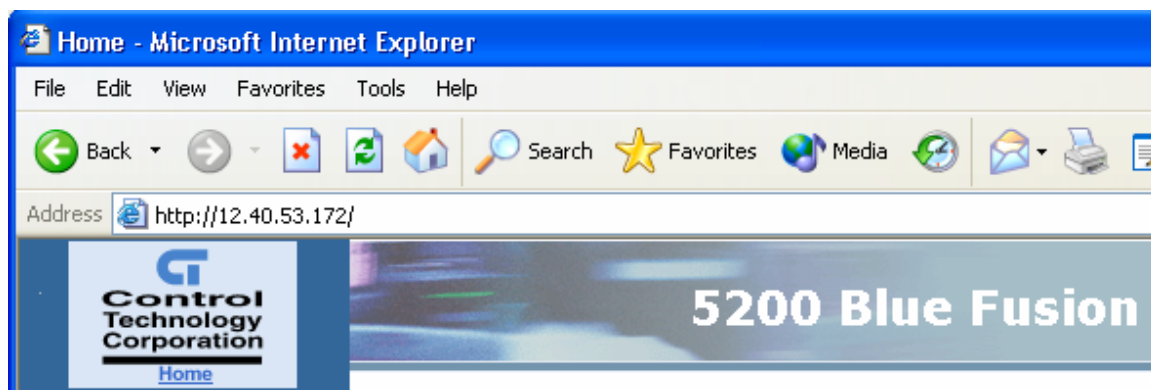 Home - Microsoft Internet Explorer
File Edit View Favorites Tools Help
Back Search Favorites Media
Address http://12.40.53.172/
CT
Control
Technology
Corporation
Home
5200 Blue Fusion